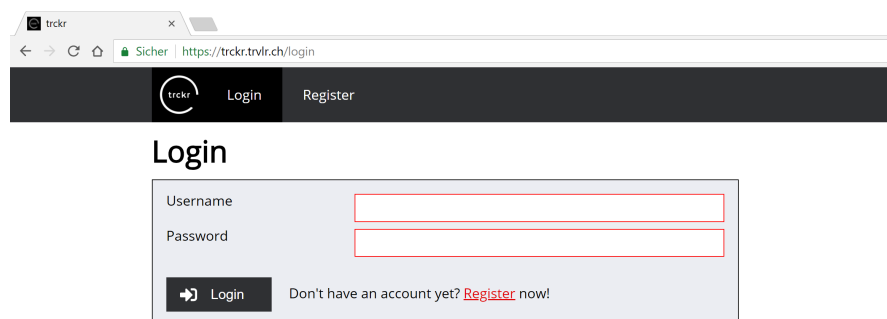 trckr
Sicher https://trckr.trvlr.ch/login
trckr Login Register
Login
Username
Password
Login Don't have an account yet? Register now!